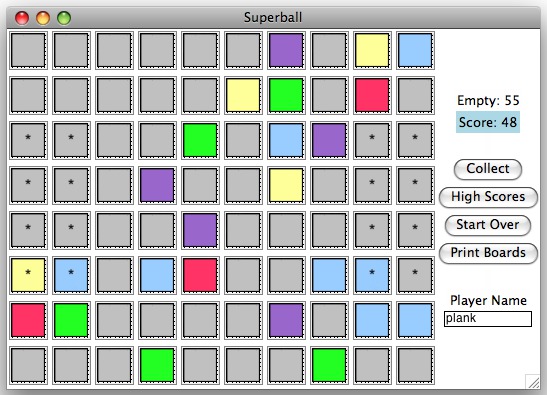 Superball
Empty: 55
Score: 48
* * * *
Collect
* * * *
High Scores
* * * *
Start Over
Print Boards
* * * *
Player Name
plank